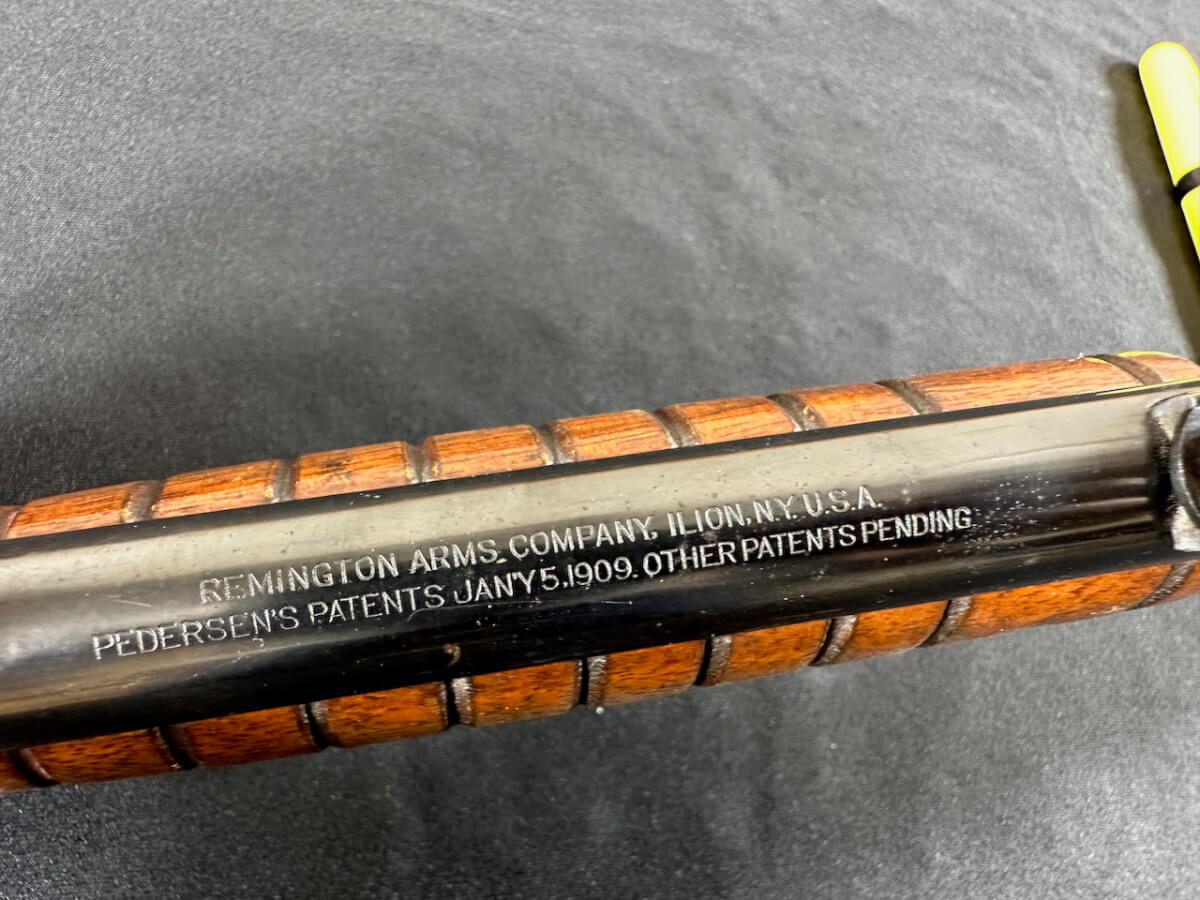 REMINGTON ARMS COMPANY, ILION, N.Y. U.S.A.
PEDERSEN'S PATENTS JAN'Y 5.1909. OTHER PATENTS PENDING